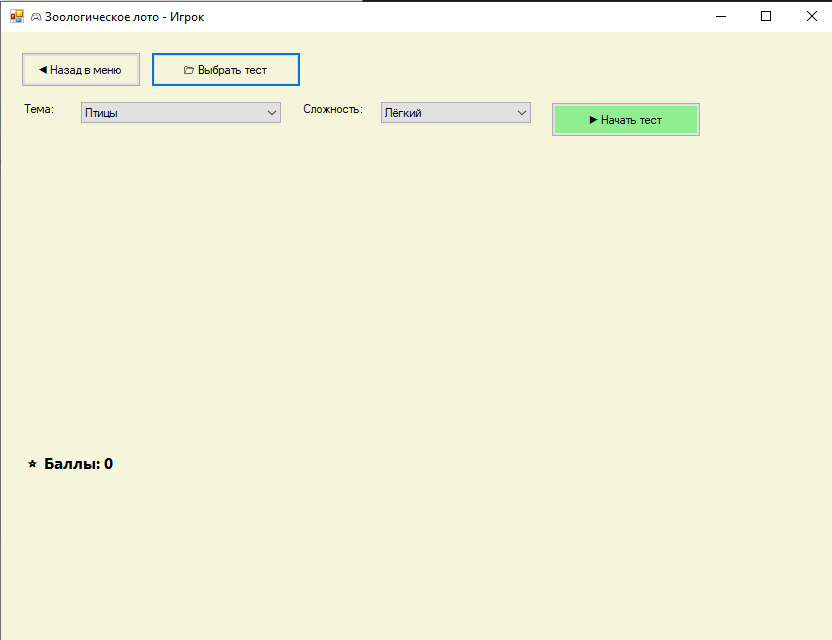 🎮 Зоологическое лото - Игрок
◀ Назад в меню
📂 Выбрать тест
Тема:
Птицы
Сложность:
Лёгкий
▶ Начать тест
⭐ Баллы: 0